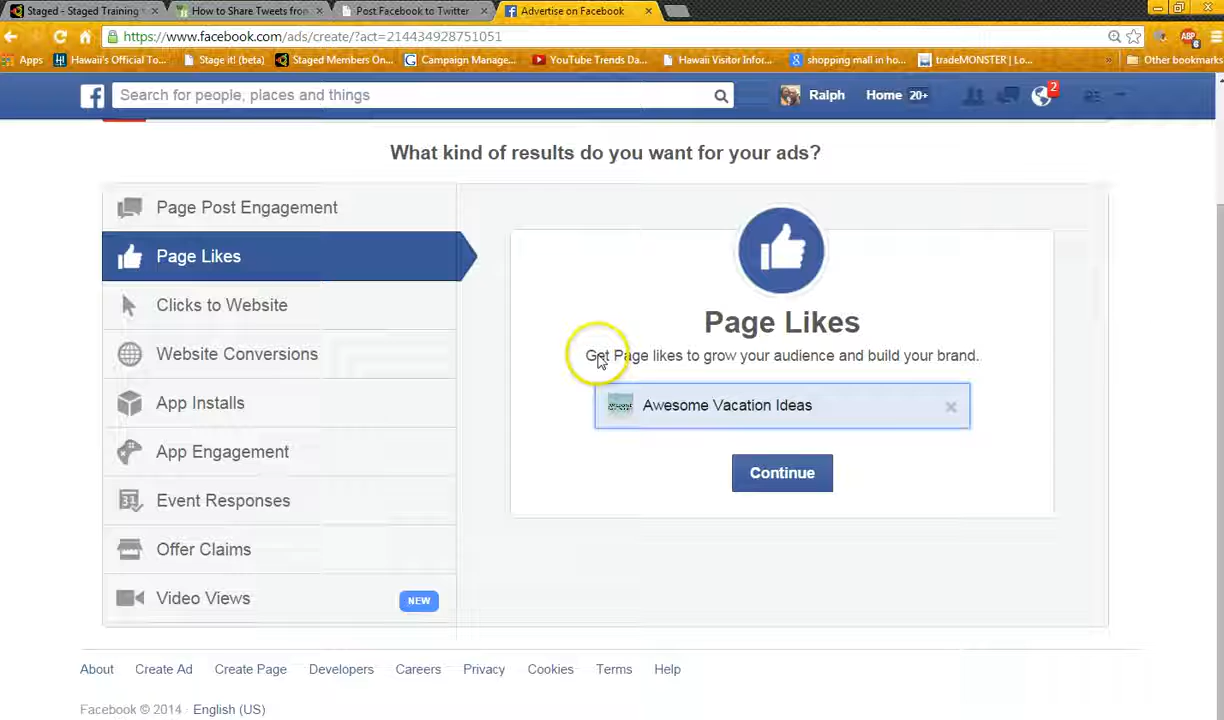 Staged - Staged Training
How to Share Tweets from
Post Facebook to Twitter
Advertise on Facebook
https://www.facebook.com/ads/create/?act=214434928751051
Apps
Hawaii's Official To...
Stage it! (beta)
Staged Members On...
Campaign Manage...
YouTube Trends Da...
Hawaii Visitor Infor...
shopping mall in ho...
tradeMONSTER | Lo...
»
Other bookmarks
ABP
6
Search for people, places and things
Ralph
Home 20+
2
What kind of results do you want for your ads?
Page Post Engagement
Page Likes
Clicks to Website
Website Conversions
App Installs
App Engagement
31
Event Responses
Offer Claims
Video Views
NEW
Page Likes
Get Page likes to grow your audience and build your brand.
Awesome Vacation Ideas
Continue
About Create Ad Create Page Developers Careers Privacy Cookies Terms Help
Facebook © 2014 · English (US)